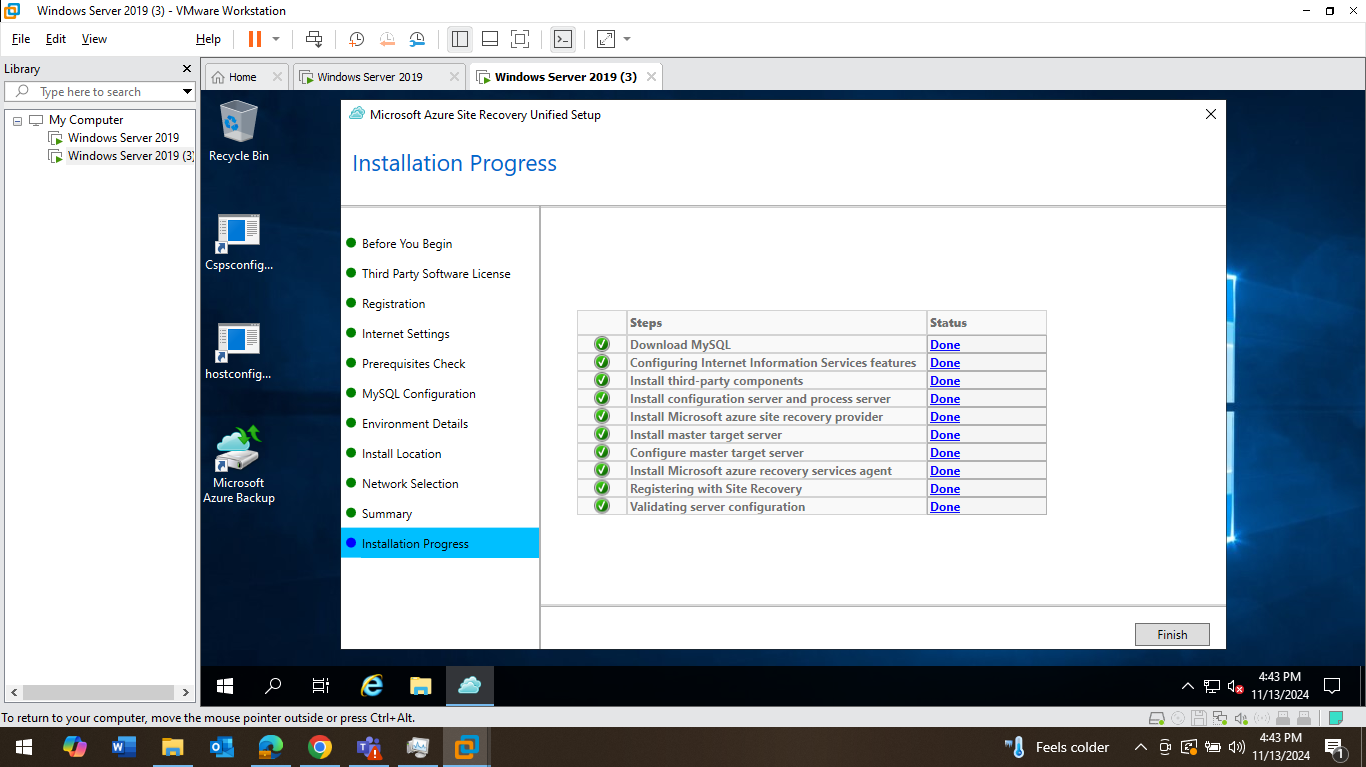 Windows Server 2019 (3) - VMware Workstation
File Edit View Help
Library
Home
Windows Server 2019
Windows Server 2019 (3)
Type here to search
My Computer
Windows Server 2019
Windows Server 2019 (3)
Recycle Bin
Cspsconfig...
hostconfig...
Microsoft
Azure Backup
Microsoft Azure Site Recovery Unified Setup
Installation Progress
Before You Begin
Third Party Software License
Registration
Internet Settings
Prerequisites Check
MySQL Configuration
Environment Details
Install Location
Network Selection
Summary
Installation Progress
Steps Status
Download MySQL Done
Configuring Internet Information Services features Done
Install third-party components Done
Install configuration server and process server Done
Install Microsoft azure site recovery provider Done
Install master target server Done
Configure master target server Done
Install Microsoft azure recovery services agent Done
Registering with Site Recovery Done
Validating server configuration Done
Finish
4:43 PM
11/13/2024
To return to your computer, move the mouse pointer outside or press Ctrl+Alt.
Feels colder
4:43 PM
11/13/2024
1